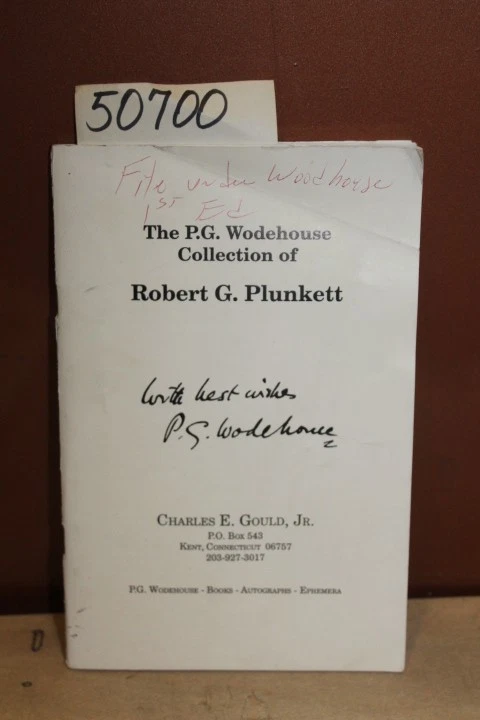 50700
File under Woodhouse
1st Ed
The P.G. Wodehouse
Collection of
Robert G. Plunkett
With best wishes
P.G. Wodehouse
Charles E. Gould, Jr.
P.O. Box 543
Kent, Connecticut 06757
203-927-3017
P.G. Wodehouse - Books - Autographs - Ephemera
D